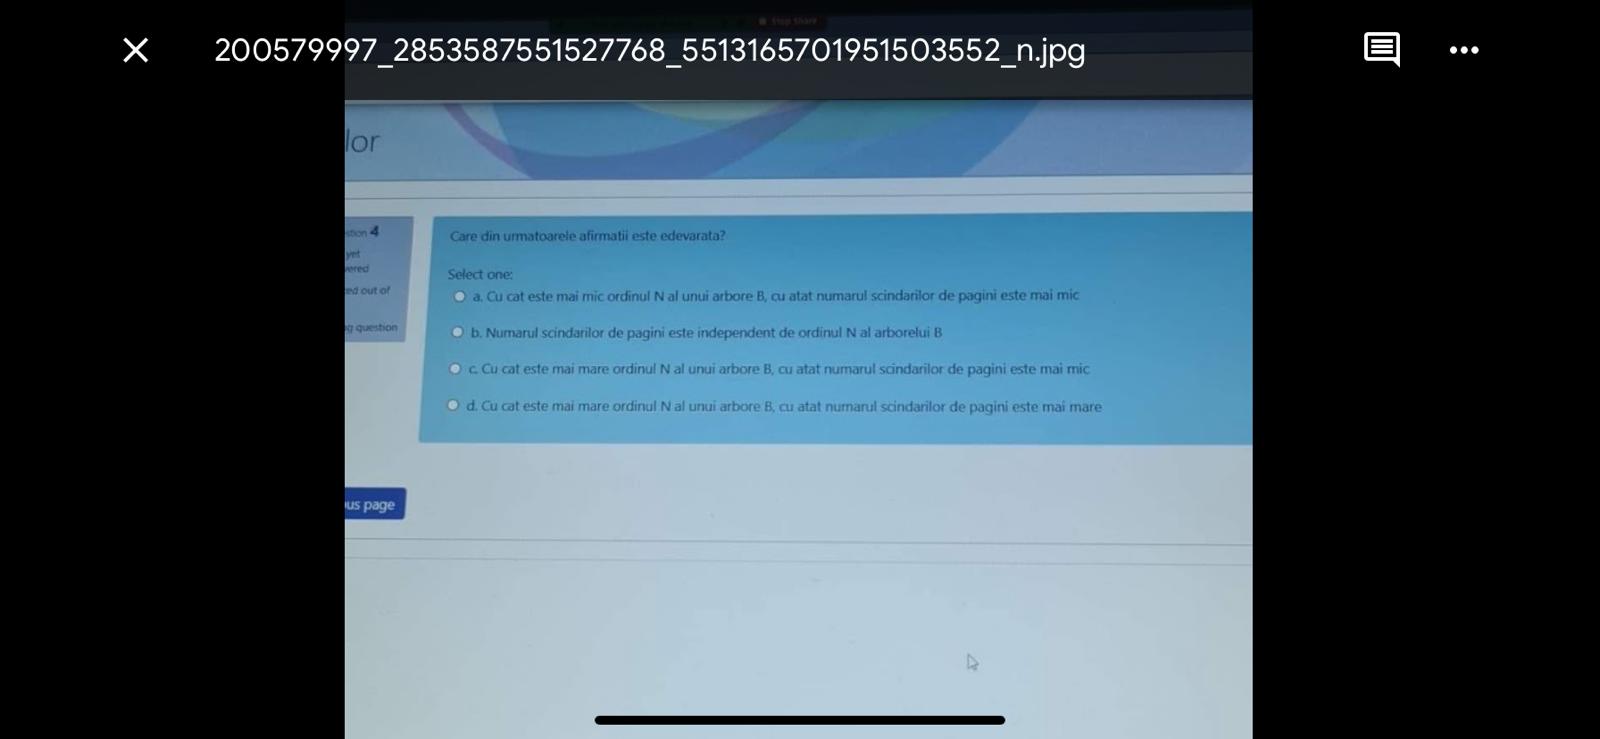 Stop Share
200579997_2853587551527768_5513165701951503552_n.jpg
lor
stion 4
yet
vered
ed out of
g question
Care din urmatoarele afirmatii este edevarata?
Select one:
a. Cu cat este mai mic ordinul N al unui arbore B, cu atat numarul scindarilor de pagini este mai mic
b. Numarul scindarilor de pagini este independent de ordinul N al arborelui B
c. Cu cat este mai mare ordinul N al unui arbore B, cu atat numarul scindarilor de pagini este mai mic
d. Cu cat este mai mare ordinul N al unui arbore B, cu atat numarul scindarilor de pagini este mai mare
us page